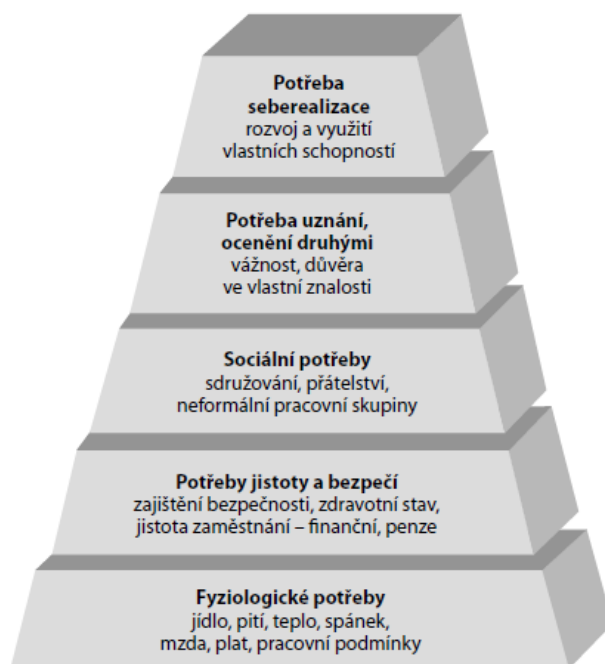 Potřeba
seberealizace
rozvoj a využití
vlastních schopností
Potřeba uznání,
ocenění druhými
vážnost, důvěra
ve vlastní znalosti
Sociální potřeby
sdružování, přátelství,
neformální pracovní skupiny
Potřeby jistoty a bezpečí
zajištění bezpečnosti, zdravotní stav,
jistota zaměstnání – finanční, penze
Fyziologické potřeby
jídlo, pití, teplo, spánek,
mzda, plat, pracovní podmínky